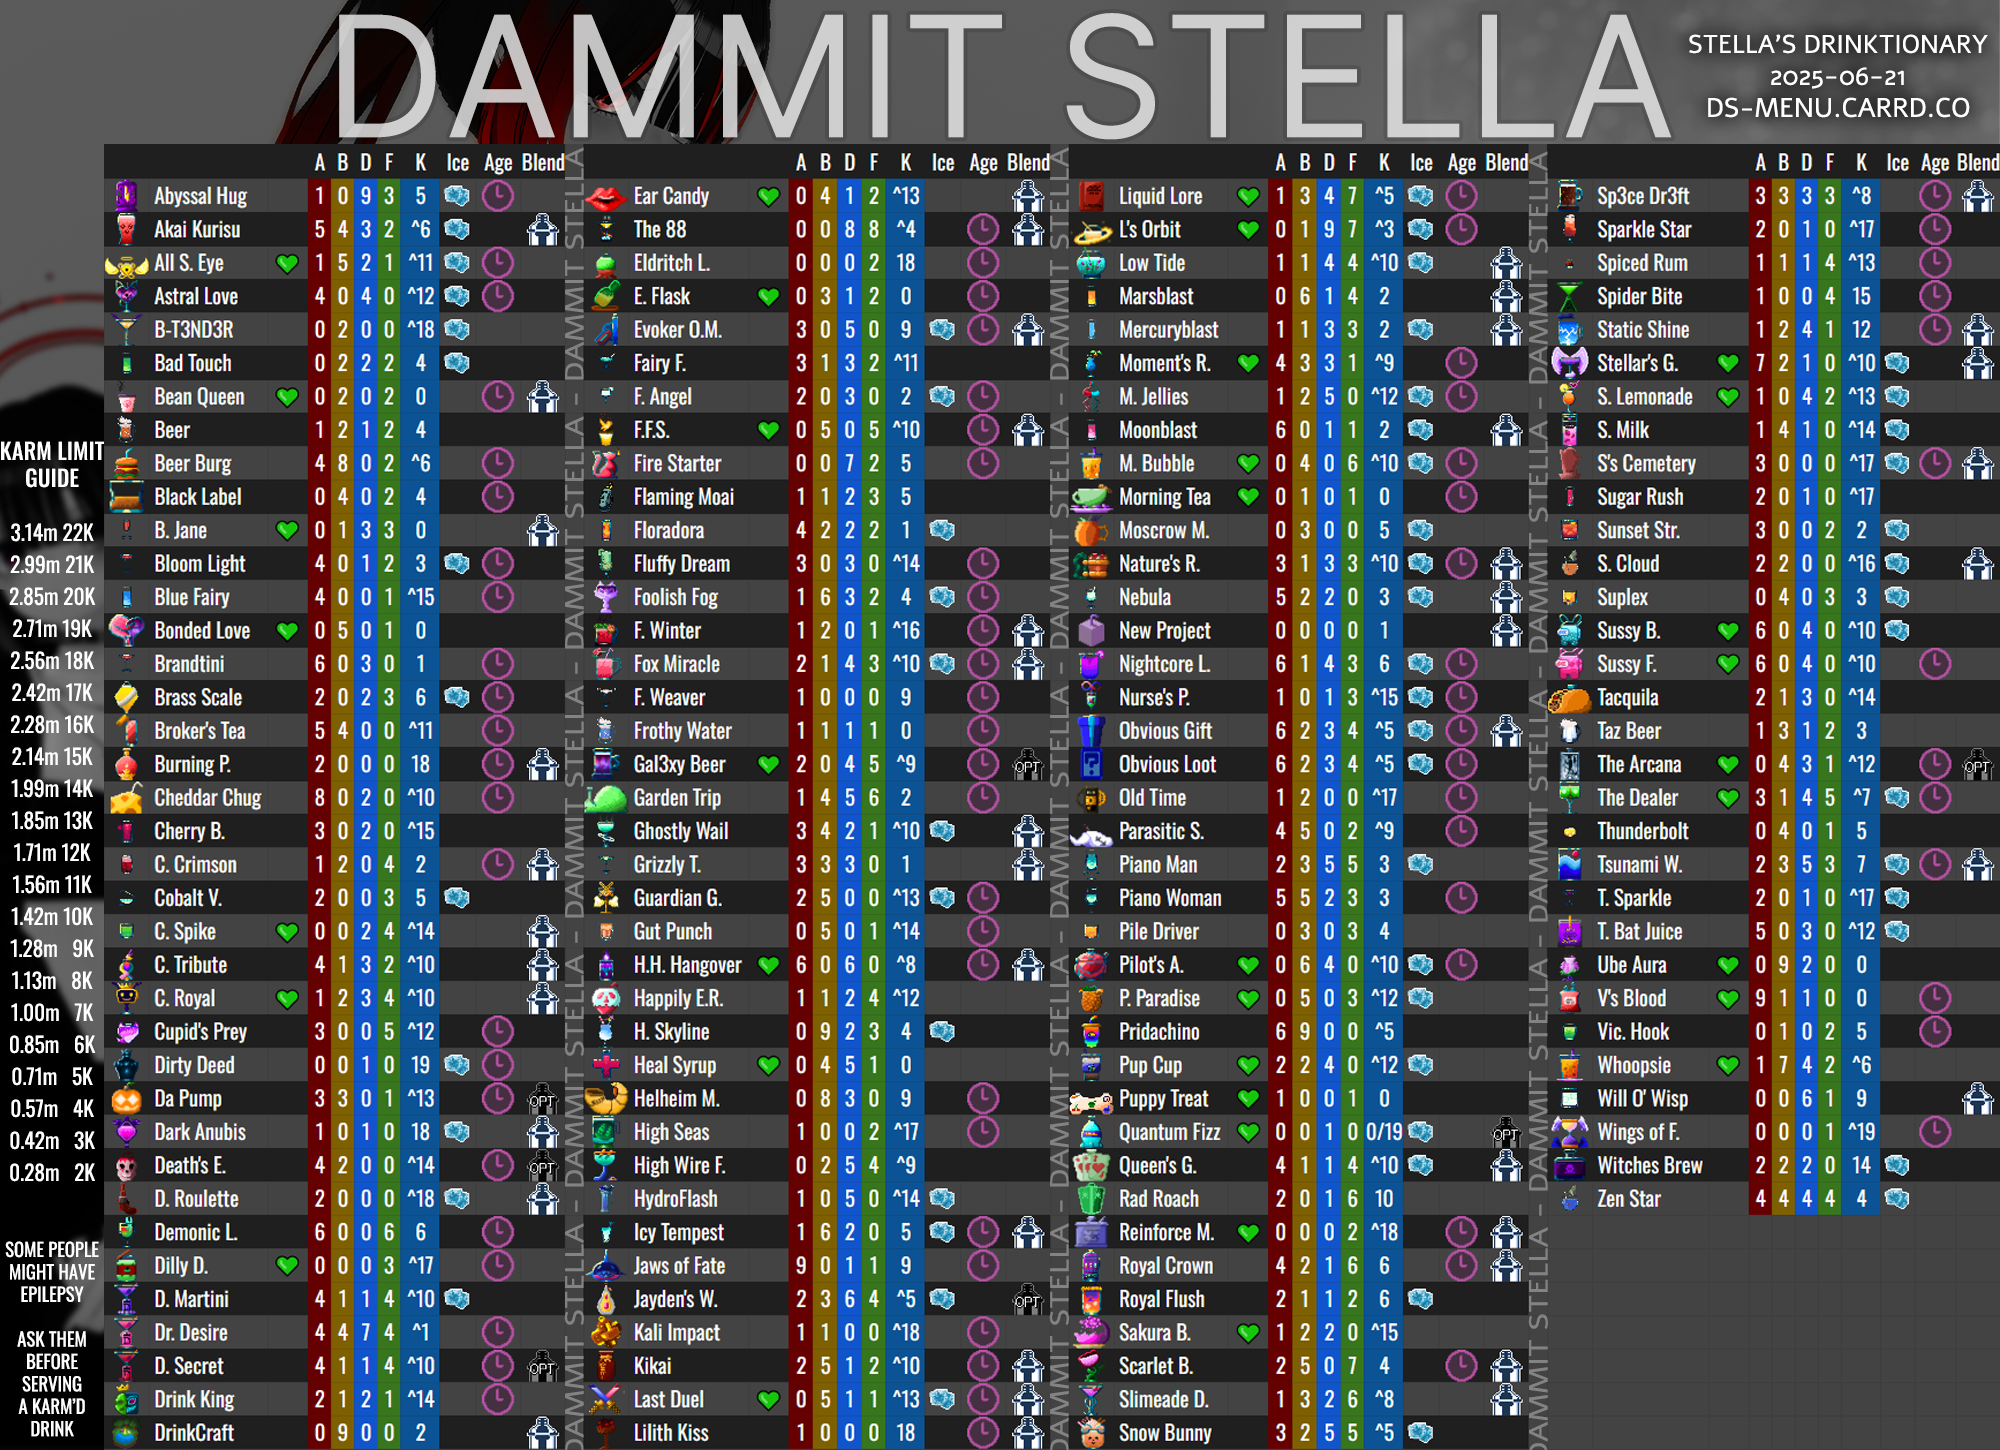 DAMMIT STELLA
STELLA'S DRINKTIONARY
2025-06-21
DS-MENU.CARRD.CO
KARM LIMIT
GUIDE
3.14m 22K
2.99m 21K
2.85m 20K
2.71m 19K
2.56m 18K
2.42m 17K
2.28m 16K
2.14m 15K
1.99m 14K
1.85m 13K
1.71m 12K
1.56m 11K
1.42m 10K
1.28m 9K
1.13m 8K
1.00m 7K
0.85m 6K
0.71m 5K
0.57m 4K
0.42m 3K
0.28m 2K
SOME PEOPLE
MIGHT HAVE
EPILEPSY
ASK THEM
BEFORE
SERVING
A KARM'D
DRINK
A B D F K Ice Age Blend
Abyssal Hug 1 0 9 3 5
Akai Kurisu 5 4 3 2 ^6
All S. Eye 1 5 2 1 ^11
Astral Love 4 0 4 0 ^12
B-T3ND3R 0 2 0 0 ^18
Bad Touch 0 2 2 2 4
Bean Queen 0 2 0 2 0
Beer 1 2 1 2 4
Beer Burg 4 8 0 2 ^6
Black Label 0 4 0 2 4
B. Jane 0 1 3 3 0
Bloom Light 4 0 1 2 3
Blue Fairy 4 0 0 1 ^15
Bonded Love 0 5 0 1 0
Brandtini 6 0 3 0 1
Brass Scale 2 0 2 3 6
Broker's Tea 5 4 0 0 ^11
Burning P. 2 0 0 0 18
Cheddar Chug 8 0 2 0 ^10
Cherry B. 3 0 2 0 ^15
C. Crimson 1 2 0 4 2
Cobalt V. 2 0 0 3 5
C. Spike 0 0 2 4 ^14
C. Tribute 4 1 3 2 ^10
C. Royal 1 2 3 4 ^10
Cupid's Prey 3 0 0 5 ^12
Dirty Deed 0 0 1 0 19
Da Pump 3 3 0 1 ^13 OPT
Dark Anubis 1 0 1 0 18
Death's E. 4 2 0 0 ^14 OPT
D. Roulette 2 0 0 0 ^18
Demonic L. 6 0 0 6 6
Dilly D. 0 0 0 3 ^17
D. Martini 4 1 1 4 ^10
Dr. Desire 4 4 7 4 ^1
D. Secret 4 1 1 4 ^10 OPT
Drink King 2 1 2 1 ^14
DrinkCraft 0 9 0 0 2
DAMMIT STELLA - DAMMIT STELLA - DAMMIT STELLA - DAMMIT STELLA - DAMMIT STELLA
A B D F K Ice Age Blend
Ear Candy 0 4 1 2 ^13
The 88 0 0 8 8 ^4
Eldritch L. 0 0 0 2 18
E. Flask 0 3 1 2 0
Evoker O.M. 3 0 5 0 9
Fairy F. 3 1 3 2 ^11
F. Angel 2 0 3 0 2
F.F.S. 0 5 0 5 ^10
Fire Starter 0 0 7 2 5
Flaming Moai 1 1 2 3 5
Floradora 4 2 2 2 1
Fluffy Dream 3 0 3 0 ^14
Foolish Fog 1 6 3 2 4
F. Winter 1 2 0 1 ^16
Fox Miracle 2 1 4 3 ^10
F. Weaver 1 0 0 0 9
Frothy Water 1 1 1 1 0
Gal3xy Beer 2 0 4 5 ^9 OPT
Garden Trip 1 4 5 6 2
Ghostly Wail 3 4 2 1 ^10
Grizzly T. 3 3 3 0 1
Guardian G. 2 5 0 0 ^13
Gut Punch 0 5 0 1 ^14
H.H. Hangover 6 0 6 0 ^8
Happily E.R. 1 1 2 4 ^12
H. Skyline 0 9 2 3 4
Heal Syrup 0 4 5 1 0
Helheim M. 0 8 3 0 9
High Seas 1 0 0 2 ^17
High Wire F. 0 2 5 4 ^9
HydroFlash 1 0 5 0 ^14
Icy Tempest 1 6 2 0 5
Jaws of Fate 9 0 1 1 9
Jayden's W. 2 3 6 4 ^5 OPT
Kali Impact 1 1 0 0 ^18
Kikai 2 5 1 2 ^10
Last Duel 0 5 1 1 ^13
Lilith Kiss 1 0 0 0 18
DAMMIT STELLA - DAMMIT STELLA - DAMMIT STELLA - DAMMIT STELLA - DAMMIT STELLA
A B D F K Ice Age Blend
Liquid Lore 1 3 4 7 ^5
L's Orbit 0 1 9 7 ^3
Low Tide 1 1 4 4 ^10
Marsblast 0 6 1 4 2
Mercuryblast 1 1 3 3 2
Moment's R. 4 3 3 1 ^9
M. Jellies 1 2 5 0 ^12
Moonblast 6 0 1 1 2
M. Bubble 0 4 0 6 ^10
Morning Tea 0 1 0 1 0
Moscrow M. 0 3 0 0 5
Nature's R. 3 1 3 3 ^10
Nebula 5 2 2 0 3
New Project 0 0 0 0 1
Nightcore L. 6 1 4 3 6
Nurse's P. 1 0 1 3 ^15
Obvious Gift 6 2 3 4 ^5
Obvious Loot 6 2 3 4 ^5
Old Time 1 2 0 0 ^17
Parasitic S. 4 5 0 2 ^9
Piano Man 2 3 5 5 3
Piano Woman 5 5 2 3 3
Pile Driver 0 3 0 3 4
Pilot's A. 0 6 4 0 ^10
P. Paradise 0 5 0 3 ^12
Pridachino 6 9 0 0 ^5
Pup Cup 2 2 4 0 ^12
Puppy Treat 1 0 0 1 0
Quantum Fizz 0 0 1 0 0/19 OPT
Queen's G. 4 1 1 4 ^10
Rad Roach 2 0 1 6 10
Reinforce M. 0 0 0 2 ^18
Royal Crown 4 2 1 6 6
Royal Flush 2 1 1 2 6
Sakura B. 1 2 2 0 ^15
Scarlet B. 2 5 0 7 4
Slimeade D. 1 3 2 6 ^8
Snow Bunny 3 2 5 5 ^5
DAMMIT STELLA - DAMMIT STELLA - DAMMIT STELLA - DAMMIT STELLA - DAMMIT STELLA
A B D F K Ice Age Blend
Sp3ce Dr3ft 3 3 3 3 ^8
Sparkle Star 2 0 1 0 ^17
Spiced Rum 1 1 1 4 ^13
Spider Bite 1 0 0 4 15
Static Shine 1 2 4 1 12
Stellar's G. 7 2 1 0 ^10
S. Lemonade 1 0 4 2 ^13
S. Milk 1 4 1 0 ^14
S's Cemetery 3 0 0 0 ^17
Sugar Rush 2 0 1 0 ^17
Sunset Str. 3 0 0 2 2
S. Cloud 2 2 0 0 ^16
Suplex 0 4 0 3 3
Sussy B. 6 0 4 0 ^10
Sussy F. 6 0 4 0 ^10
Tacquila 2 1 3 0 ^14
Taz Beer 1 3 1 2 3
The Arcana 0 4 3 1 ^12 OPT
The Dealer 3 1 4 5 ^7
Thunderbolt 0 4 0 1 5
Tsunami W. 2 3 5 3 7
T. Sparkle 2 0 1 0 ^17
T. Bat Juice 5 0 3 0 ^12
Ube Aura 0 9 2 0 0
V's Blood 9 1 1 0 0
Vic. Hook 0 1 0 2 5
Whoopsie 1 7 4 2 ^6
Will O' Wisp 0 0 6 1 9
Wings of F. 0 0 0 1 ^19
Witches Brew 2 2 2 0 14
Zen Star 4 4 4 4 4